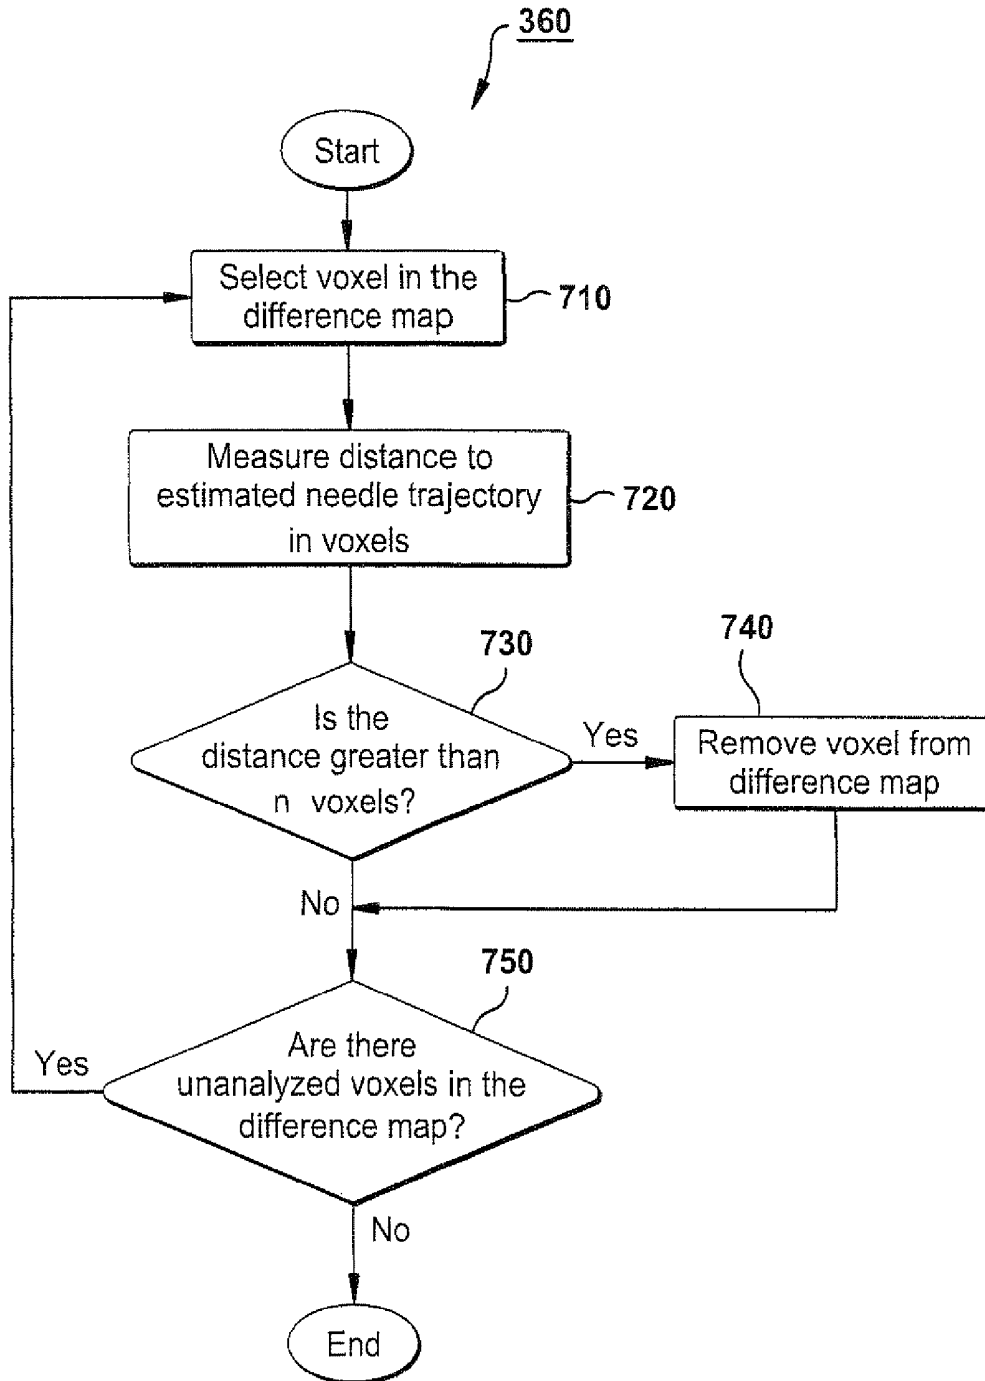 360
Start
Select voxel in the
difference map
710
Measure distance to
estimated needle trajectory
in voxels
720
730
Is the
distance greater than
n voxels?
Yes
740
Remove voxel from
difference map
No
750
Are there
unanalyzed voxels in the
difference map?
Yes
No
End